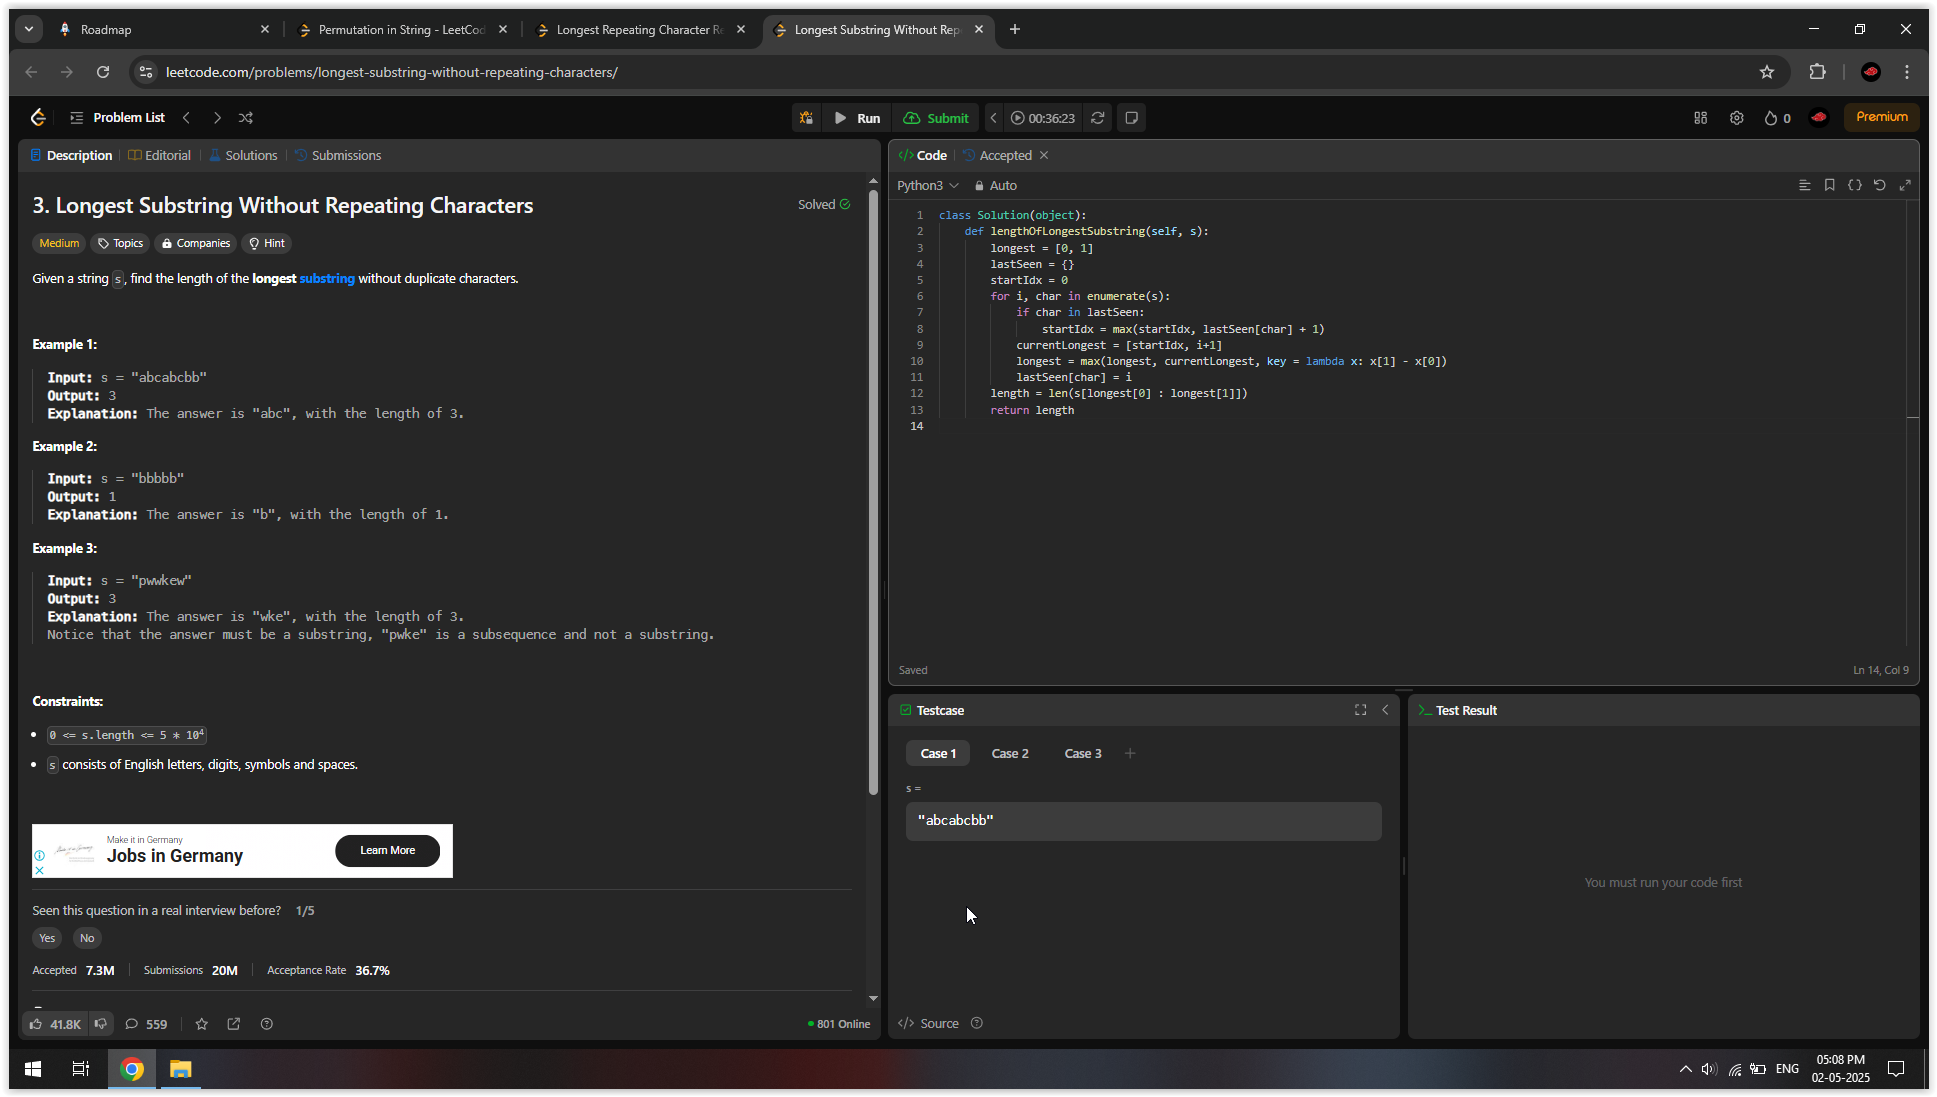 Roadmap
Permutation in String - LeetCod
Longest Repeating Character Re
Longest Substring Without Rep
leetcode.com/problems/longest-substring-without-repeating-characters/
Problem List
Run
Submit
00:36:23
0
Premium
Description
Editorial
Solutions
Submissions
3. Longest Substring Without Repeating Characters
Solved
Medium
Topics
Companies
Hint
Given a string s, find the length of the longest substring without duplicate characters.
Example 1:
Input: s = "abcabcbb"
Output: 3
Explanation: The answer is "abc", with the length of 3.
Example 2:
Input: s = "bbbbb"
Output: 1
Explanation: The answer is "b", with the length of 1.
Example 3:
Input: s = "pwwkew"
Output: 3
Explanation: The answer is "wke", with the length of 3.
Notice that the answer must be a substring, "pwke" is a subsequence and not a substring.
Constraints:
0 <= s.length <= 5 * 10⁴
s consists of English letters, digits, symbols and spaces.
Make it in Germany
Jobs in Germany
Learn More
Seen this question in a real interview before? 1/5
Yes
No
Accepted 7.3M
Submissions 20M
Acceptance Rate 36.7%
41.8K
559
801 Online
Code
Accepted
Python3
Auto
1 class Solution(object):
2     def lengthOfLongestSubstring(self, s):
3         longest = [0, 1]
4         lastSeen = {}
5         startIdx = 0
6         for i, char in enumerate(s):
7             if char in lastSeen:
8                 startIdx = max(startIdx, lastSeen[char] + 1)
9             currentLongest = [startIdx, i+1]
10             longest = max(longest, currentLongest, key = lambda x: x[1] - x[0])
11             lastSeen[char] = i
12         length = len(s[longest[0] : longest[1]])
13         return length
14
Saved
Ln 14, Col 9
Testcase
Case 1
Case 2
Case 3
s =
"abcabcbb"
Source
Test Result
You must run your code first
ENG
05:08 PM
02-05-2025